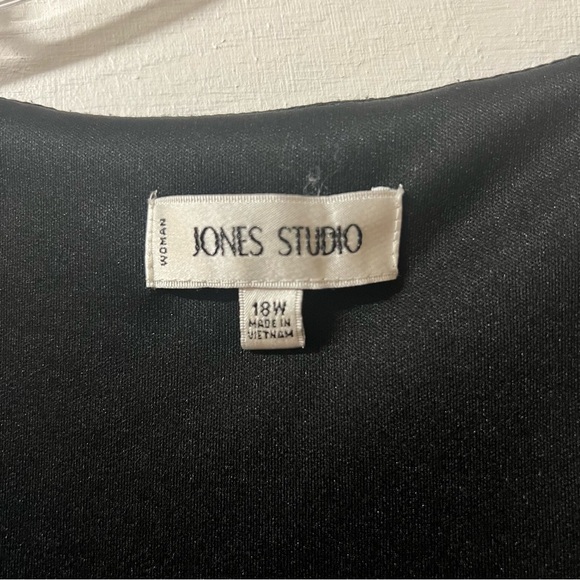 WOMAN
JONES STUDIO
18W
MADE IN
VIETNAM